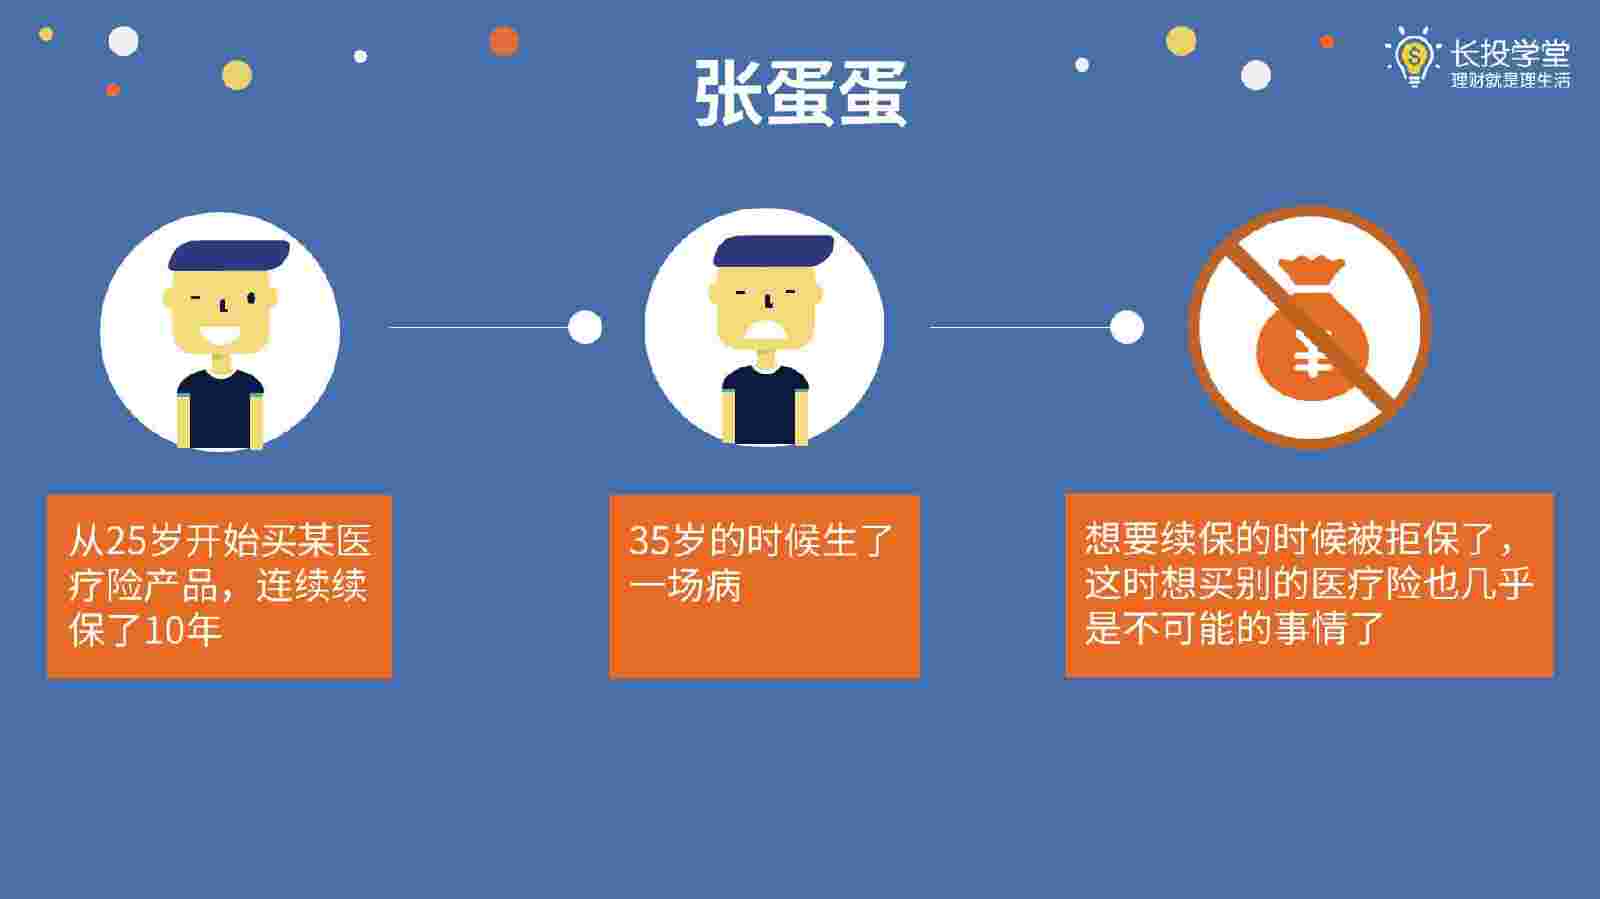 张蛋蛋
长投学堂
理财就是理生活
¥
从25岁开始买某医
疗险产品，连续续
保了10年
35岁的时候生了
一场病
想要续保的时候被拒保了，
这时想买别的医疗险也几乎
是不可能的事情了